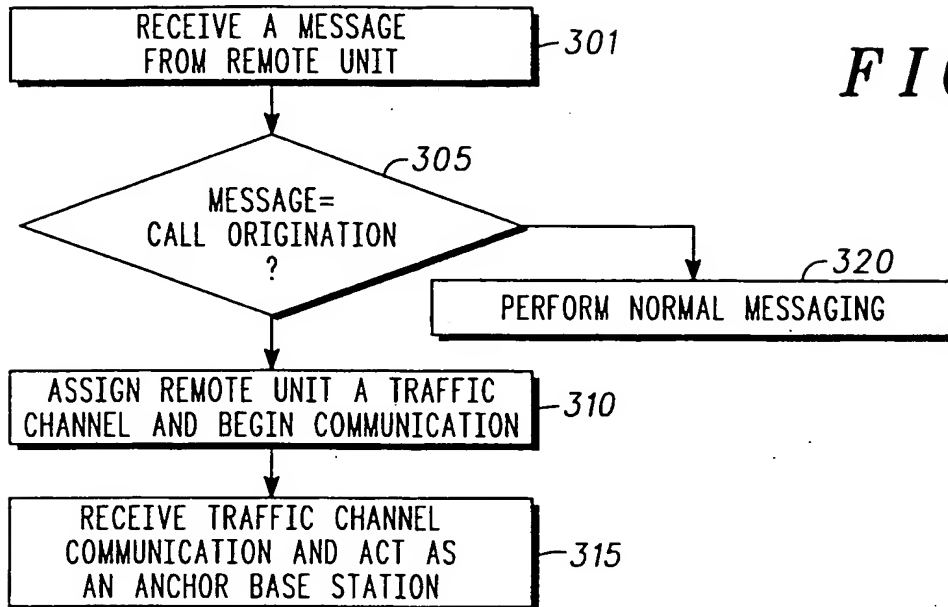 RECEIVE A MESSAGE
FROM REMOTE UNIT
301
FI
305
MESSAGE=
CALL ORIGINATION
?
320
PERFORM NORMAL MESSAGING
ASSIGN REMOTE UNIT A TRAFFIC
CHANNEL AND BEGIN COMMUNICATION
310
RECEIVE TRAFFIC CHANNEL
COMMUNICATION AND ACT AS
AN ANCHOR BASE STATION
315